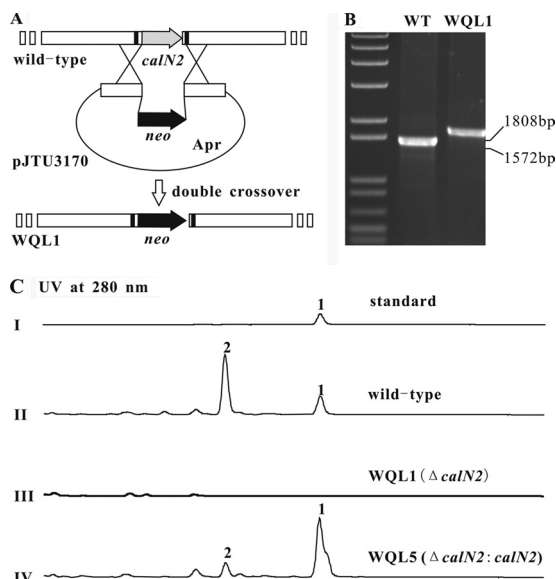 A
wild-type
calN2
neo
Apr
pJTU3170
double crossover
WQL1
neo
B
WT WQL1
1808bp
1572bp
C UV at 280 nm
standard
1
I
wild-type
2
1
II
WQL1(ΔcalN2)
III
WQL5(ΔcalN2:calN2)
2
1
IV